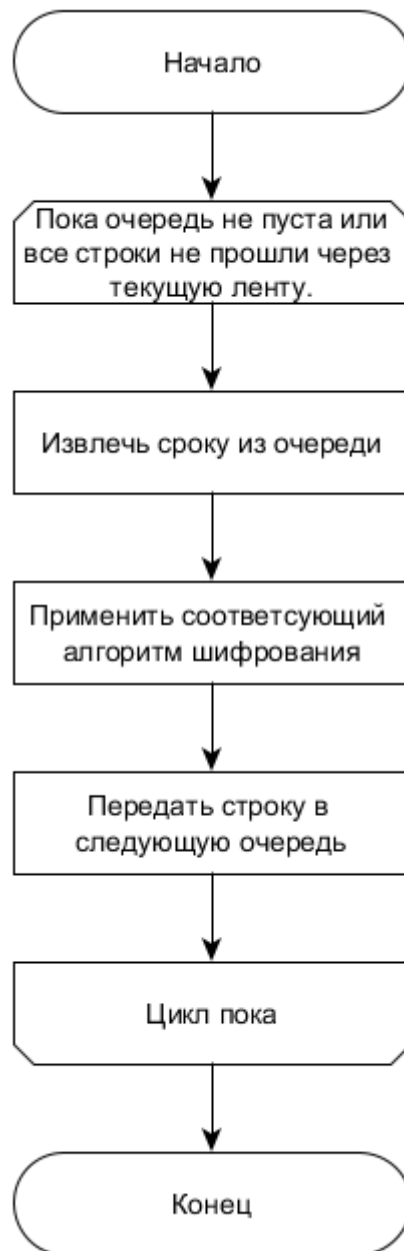 Начало
Пока очередь не пуста или
все строки не прошли через
текущую ленту.
Извлечь сроку из очереди
Применить соответсующий
алгоритм шифрования
Передать строку в
следующую очередь
Цикл пока
Конец